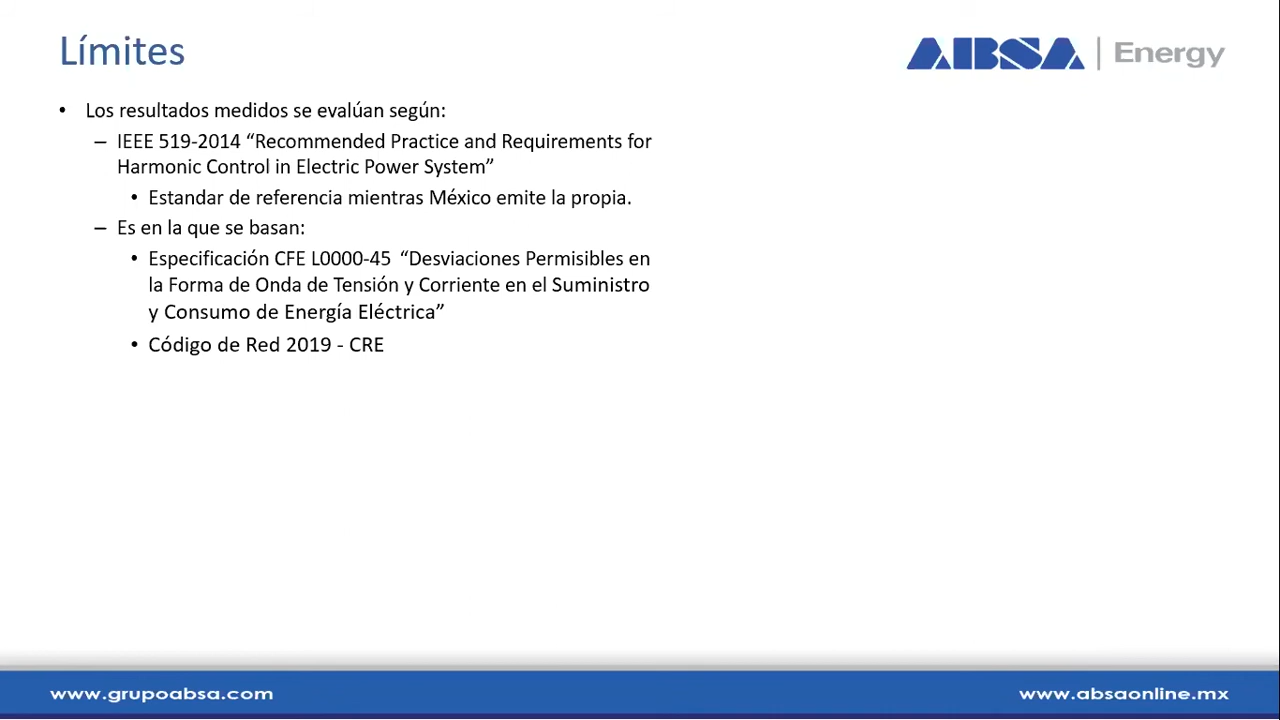 Límites
ABSA | Energy
• Los resultados medidos se evalúan según:
– IEEE 519-2014 “Recommended Practice and Requirements for
Harmonic Control in Electric Power System”
• Estandar de referencia mientras México emite la propia.
– Es en la que se basan:
• Especificación CFE L0000-45 “Desviaciones Permisibles en
la Forma de Onda de Tensión y Corriente en el Suministro
y Consumo de Energía Eléctrica”
• Código de Red 2019 - CRE
www.grupoabsa.com
www.absaonline.mx